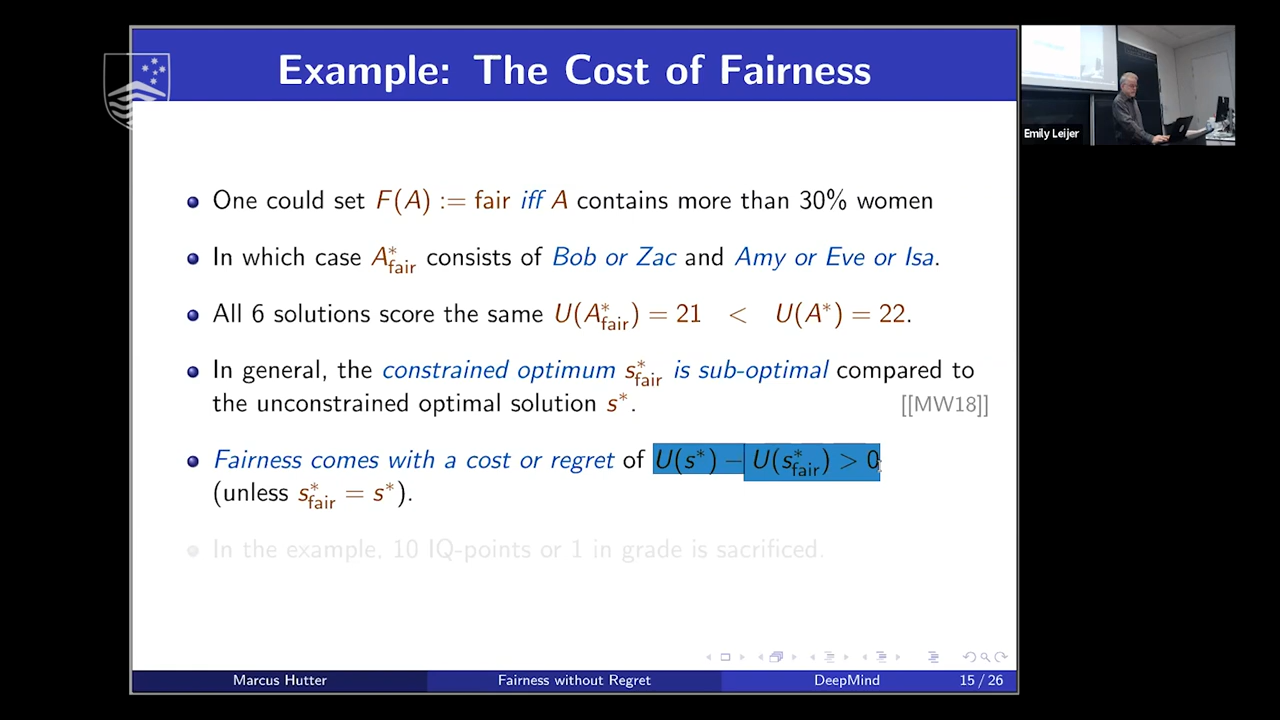 Example: The Cost of Fairness
Emily Leijer
One could set F(A) := fair iff A contains more than 30% women
In which case A*fair consists of Bob or Zac and Amy or Eve or Isa.
All 6 solutions score the same U(A*fair) = 21 < U(A*) = 22.
In general, the constrained optimum s*fair is sub-optimal compared to
the unconstrained optimal solution s*. [[MW18]]
Fairness comes with a cost or regret of U(s*) − U(s*fair) > 0
(unless s*fair = s*).
In the example, 10 IQ-points or 1 in grade is sacrificed.
Marcus Hutter Fairness without Regret DeepMind 15 / 26